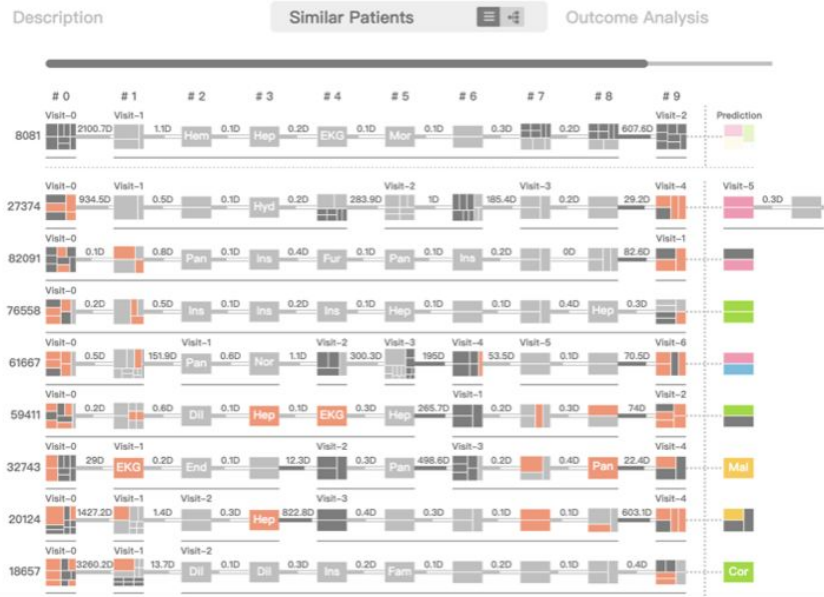 Description Similar Patients Outcome Analysis
# 0 # 1 # 2 # 3 # 4 # 5 # 6 # 7 # 8 # 9
Visit-0 Visit-1 Visit-2 Prediction
8081 2100.7D 1.1D Hem 0.1D Hep 0.2D EKG 0.1D Mor 0.1D 0.3D 0.2D 607.6D
Visit-0 Visit-1 Visit-2 Visit-3 Visit-4 Visit-5
27374 934.5D 0.5D 0.1D Hyd 0.2D 283.9D 1D 185.4D 0.2D 29.2D 0.3D
Visit-0 Visit-1
82091 0.1D 0.8D Pan 0.1D Ins 0.4D Fur 0.1D Pan 0.1D Ins 0.2D 0D 82.6D
Visit-0
76558 0.2D 0.5D Ins 0.1D Ins 0.2D Ins 0.1D Hep 0.1D 0.1D 0.4D Hep 0.3D
Visit-0 Visit-1 Visit-2 Visit-3 Visit-4 Visit-5 Visit-6
61667 0.5D 151.9D Pan 0.6D Nor 1.1D 300.3D 195D 53.5D 0.1D 70.5D
Visit-0 Visit-1 Visit-2
59411 0.2D 0.6D Dil 0.1D Hep 0.1D EKG 0.3D Hep 265.7D 0.2D 0.3D 74D
Visit-0 Visit-1 Visit-2 Visit-3 Visit-4
32743 29D EKG 0.2D End 0.1D 12.3D 0.3D Pan 498.6D 0.2D 0.4D Pan 22.4D Mal
Visit-0 Visit-1 Visit-2 Visit-3 Visit-4
20124 1427.2D 1.4D 0.3D Hep 822.8D 0.4D 0.3D 0.1D 0.1D 603.1D
Visit-0 Visit-1 Visit-2
18657 3260.2D 13.7D Dil 0.1D Dil 0.3D Ins 0.2D Fam 0.1D 0.2D 0.1D 0.4D Cor